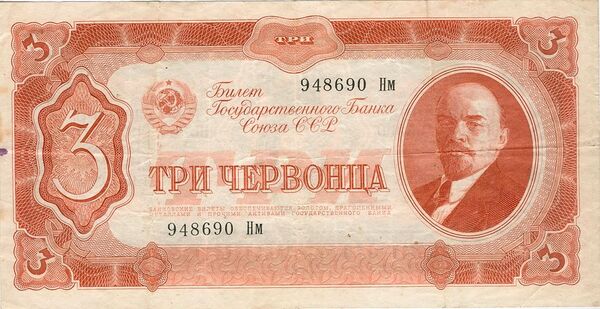 3
ТРИ
3
Билет
948690 Нм
Государственного Банка
Союза ССР
3
ТРИ ЧЕРВОНЦА
БАНКОВСКИЕ БИЛЕТЫ ОБЕСПЕЧИВАЮТСЯ ЗОЛОТОМ, ДРАГОЦЕННЫМИ
МЕТАЛЛАМИ И ПРОЧИМИ АКТИВАМИ ГОСУДАРСТВЕННОГО БАНКА
948690 Нм
3
3